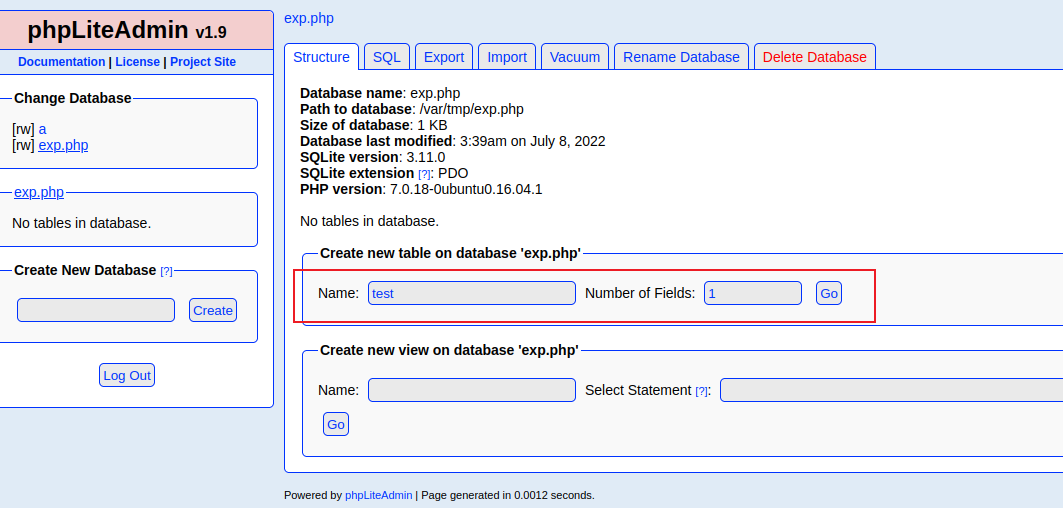 phpLiteAdmin v1.9
Documentation | License | Project Site
Change Database
[rw] a
[rw] exp.php
exp.php
No tables in database.
Create New Database [?]
Create
Log Out
exp.php
Structure SQL Export Import Vacuum Rename Database Delete Database
Database name: exp.php
Path to database: /var/tmp/exp.php
Size of database: 1 KB
Database last modified: 3:39am on July 8, 2022
SQLite version: 3.11.0
SQLite extension [?]: PDO
PHP version: 7.0.18-0ubuntu0.16.04.1
No tables in database.
Create new table on database 'exp.php'
Name: test Number of Fields: 1 Go
Create new view on database 'exp.php'
Name: Select Statement [?]:
Go
Powered by phpLiteAdmin | Page generated in 0.0012 seconds.